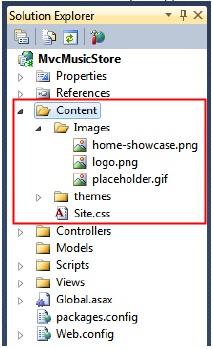 Solution Explorer
MvcMusicStore
Properties
References
Content
Images
home-showcase.png
logo.png
placeholder.gif
themes
Site.css
Controllers
Models
Scripts
Views
Global.asax
packages.config
Web.config